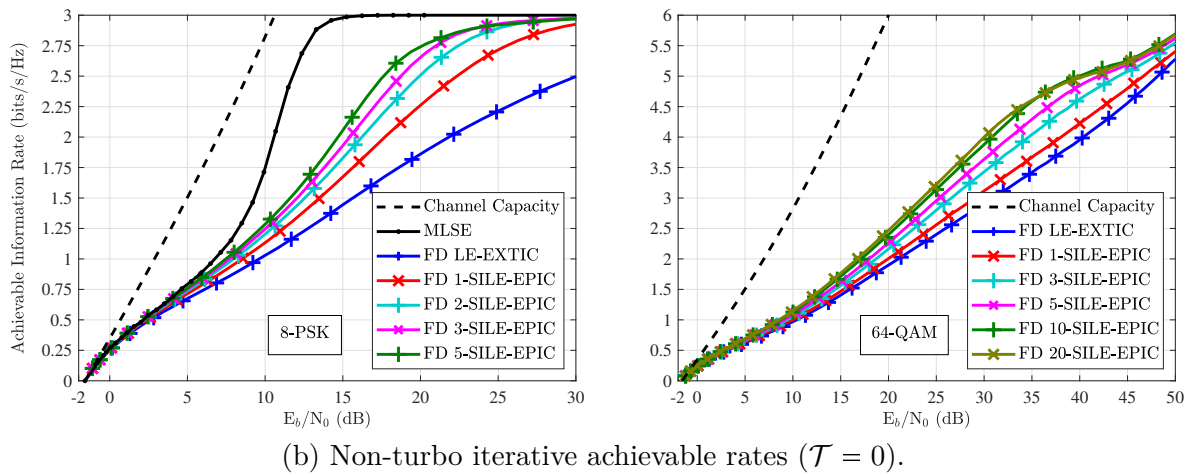 Achievable Information Rate (bits/s/Hz)
3
2.75
2.5
2.25
2
1.75
1.5
1.25
1
0.75
0.5
0.25
0
Channel Capacity
MLSE
FD LE-EXTIC
FD 1-SILE-EPIC
FD 2-SILE-EPIC
FD 3-SILE-EPIC
FD 5-SILE-EPIC
8-PSK
-2 0 5 10 15 20 25 30
E_b/N_0 (dB)
6
5.5
5
4.5
4
3.5
3
2.5
2
1.5
1
0.5
0
Channel Capacity
FD LE-EXTIC
FD 1-SILE-EPIC
FD 3-SILE-EPIC
FD 5-SILE-EPIC
FD 10-SILE-EPIC
FD 20-SILE-EPIC
64-QAM
-2 0 5 10 15 20 25 30 35 40 45 50
E_b/N_0 (dB)
(b) Non-turbo iterative achievable rates (𝒯 = 0).